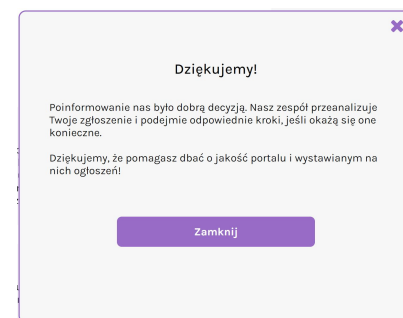 Dziękujemy!
Poinformowanie nas było dobrą decyzją. Nasz zespół przeanalizuje
Twoje zgłoszenie i podejmie odpowiednie kroki, jeśli okażą się one
konieczne.
Dziękujemy, że pomagasz dbać o jakość portalu i wystawianym na
nich ogłoszeń!
Zamknij